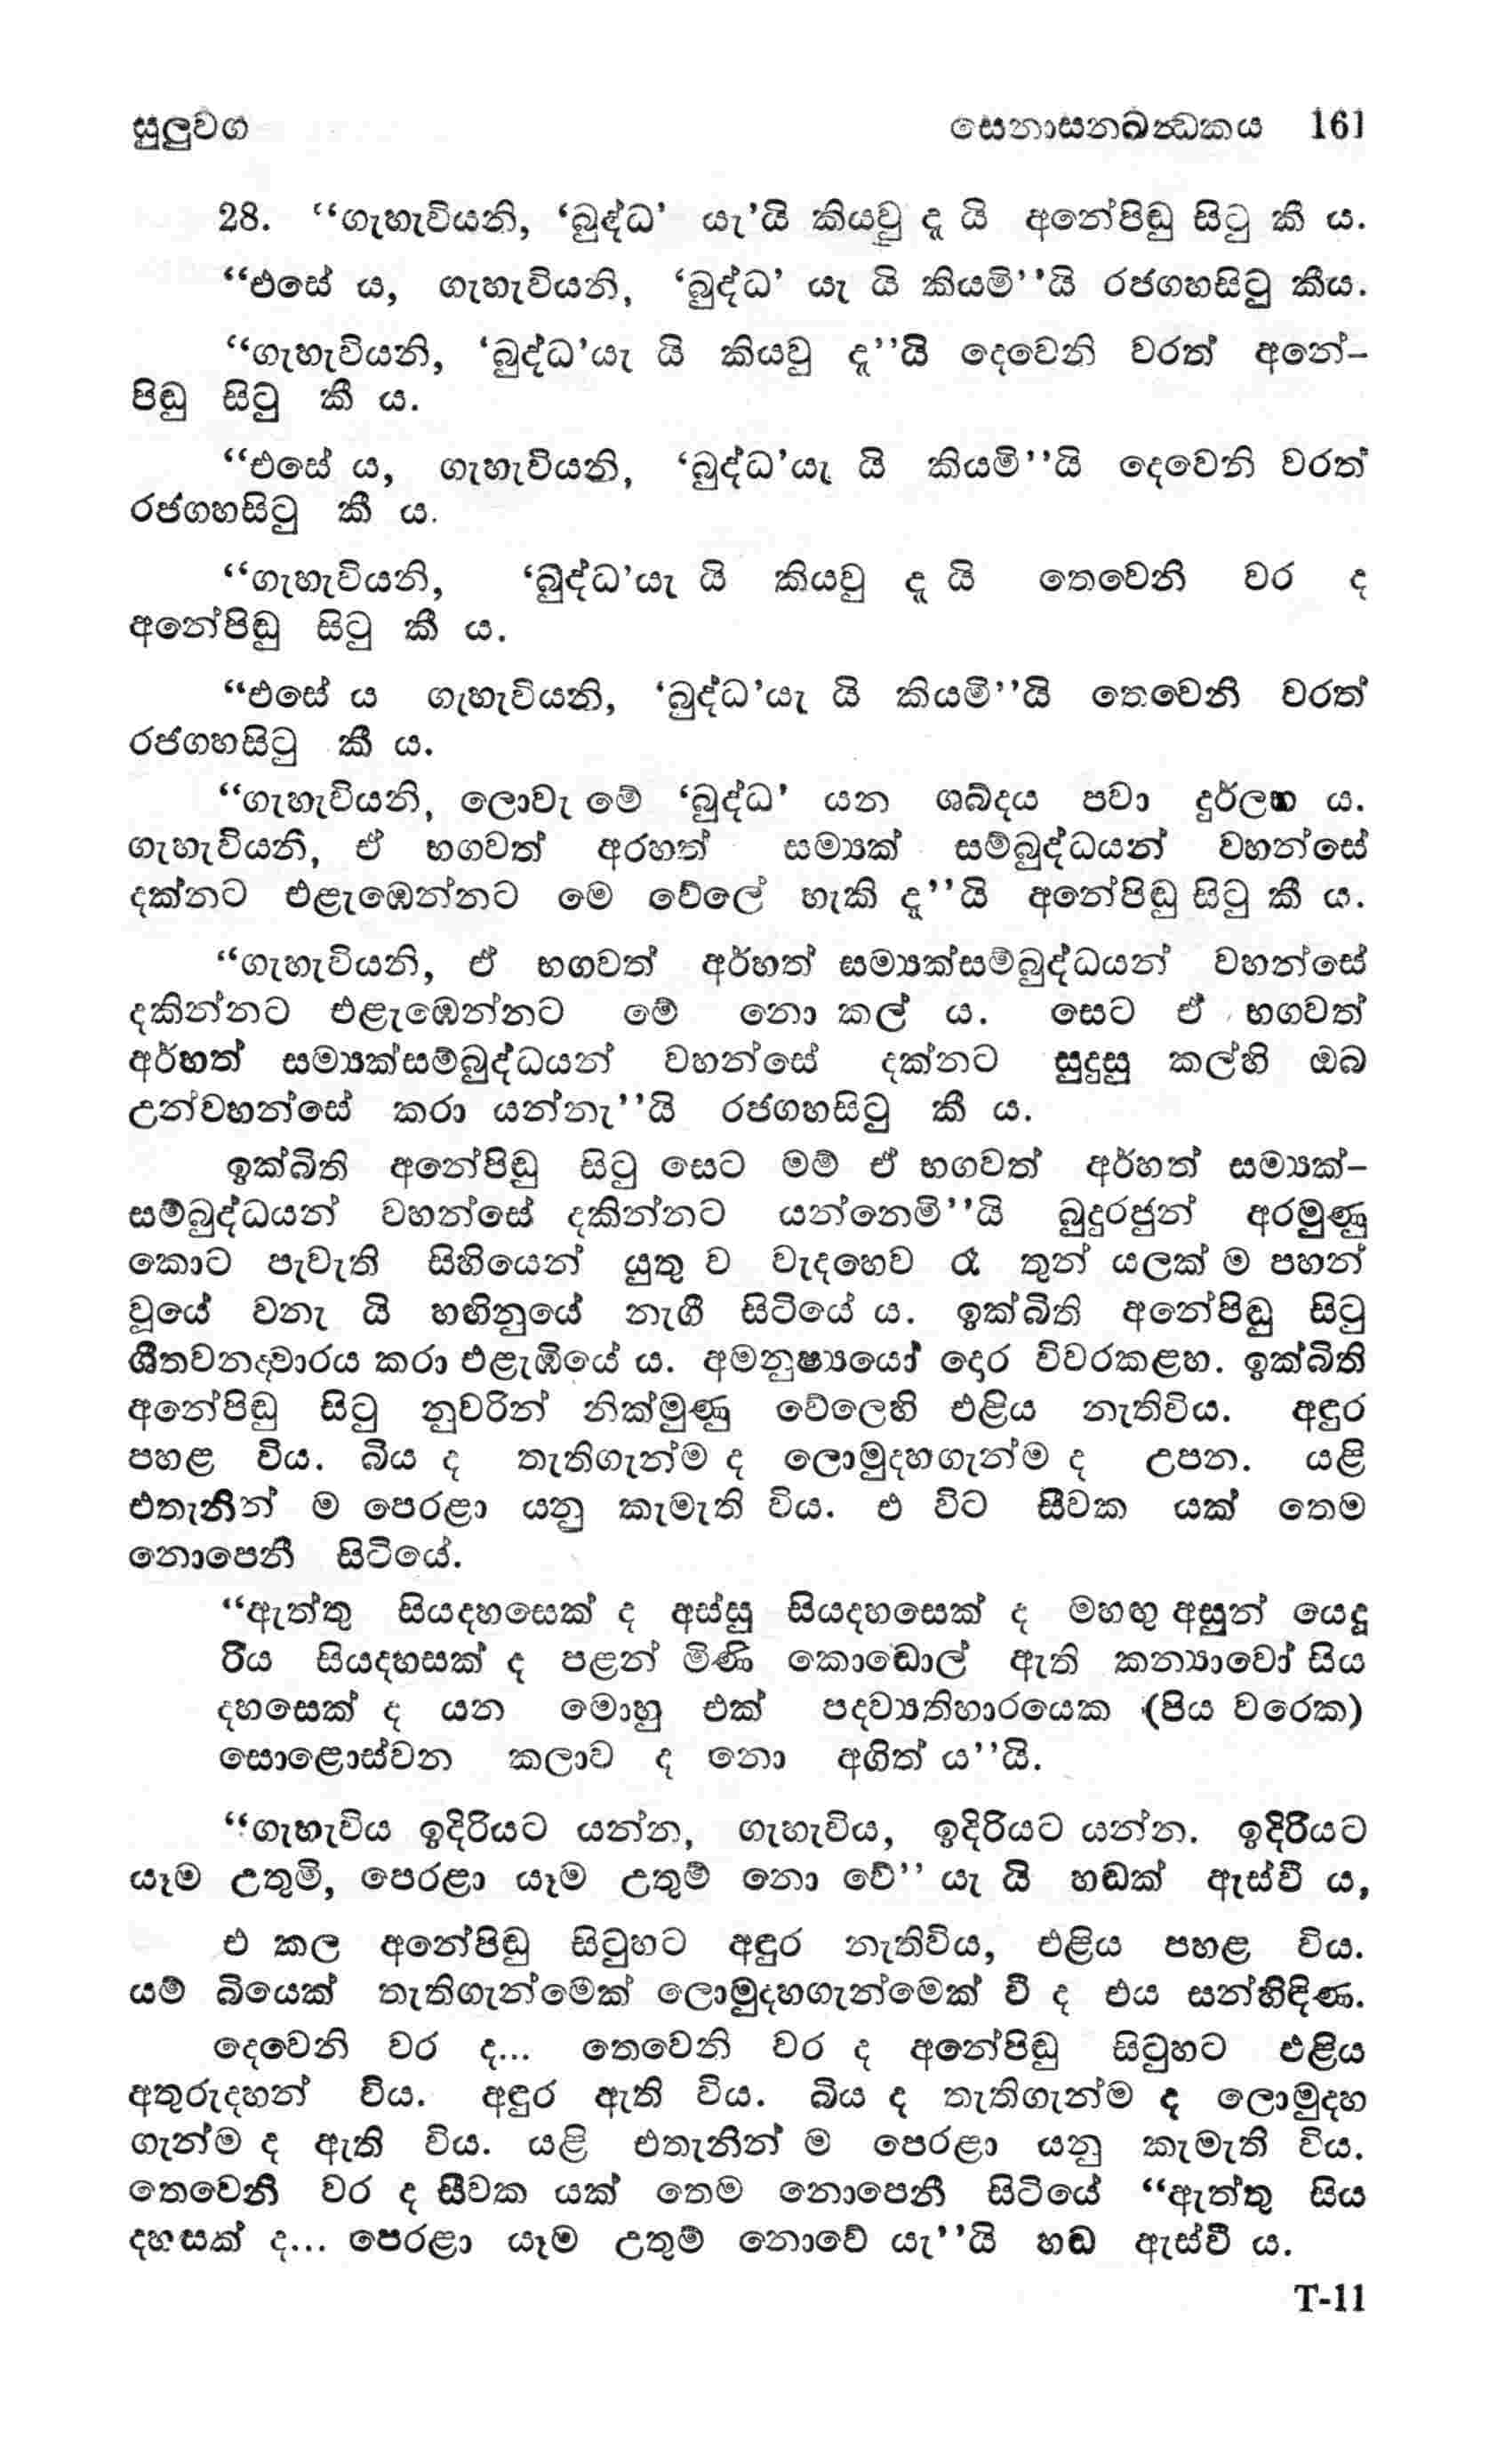 සුලුවග සෙනාසනඛන්ධකය 161
28. “ගැහැවියනි, ‘බුද්ධ’ යැ’යි කියවු දැ යි අනේපිඬු සිටු කී ය.
“එසේ ය, ගැහැවියනි, ‘බුද්ධ’ යැ යි කියමි’’යි රජගහසිටු කීය.
“ගැහැවියනි, ‘බුද්ධ’යැ යි කියවු දැ’’යි දෙවෙනි වරත් අනේ-
පිඬු සිටු කී ය.
“එසේ ය, ගැහැවියනි, ‘බුද්ධ’යැ යි කියමි’’යි දෙවෙනි වරත්
රජගහසිටු කී ය.
“ගැහැවියනි, ‘බුද්ධ’යැ යි කියවු දැ යි තෙවෙනි වර ද
අනේපිඬු සිටු කී ය.
“එසේ ය ගැහැවියනි, ‘බුද්ධ’යැ යි කියමි’’යි තෙවෙනි වරත්
රජගහසිටු කී ය.
“ගැහැවියනි, ලොවැ මේ ‘බුද්ධ’ යන ශබ්දය පවා දුර්ලභ ය.
ගැහැවියනි, ඒ භගවත් අරහත් සම්‍යක් සම්බුද්ධයන් වහන්සේ
දක්නට එළැඹෙන්නට මෙ වේලේ හැකි දැ’’යි අනේපිඬු සිටු කී ය.
“ගැහැවියනි, ඒ භගවත් අර්හත් සම්‍යක්සම්බුද්ධයන් වහන්සේ
දකින්නට එළැඹෙන්නට මේ නො කල් ය. සෙට ඒ භගවත්
අර්හත් සම්‍යක්සම්බුද්ධයන් වහන්සේ දක්නට සුදුසු කල්හි ඔබ
උන්වහන්සේ කරා යන්නැ’’යි රජගහසිටු කී ය.
ඉක්බිති අනේපිඬු සිටු සෙට මම් ඒ භගවත් අර්හත් සම්‍යක්-
සම්බුද්ධයන් වහන්සේ දකින්නට යන්නෙමි’’යි බුදුරජුන් අරමුණු
කොට පැවැති සිහියෙන් යුතු ව වැදහෙව රෑ තුන් යලක් ම පහන්
වූයේ වනැ යි හඟිනුයේ නැගී සිටියේ ය. ඉක්බිති අනේපිඬු සිටු
ශීතවනද්වාරය කරා එළැඹියේ ය. අමනුෂ්‍යයෝ දොර විවරකළහ. ඉක්බිති
අනේපිඬු සිටු නුවරින් නික්මුණු වේලෙහි එළිය නැතිවිය. අඳුර
පහළ විය. බිය ද තැතිගැන්ම ද ලොමුදහගැන්ම ද උපන. යළි
එතැනින් ම පෙරළා යනු කැමැති විය. එ විට සීවක යක් තෙම
නොපෙනී සිටියේ.
“ඇත්තු සියදහසෙක් ද අස්සු සියදහසෙක් ද මහඟු අසුන් යෙදූ
රිය සියදහසක් ද පළන් මිණි කොඩොල් ඇති කන්‍යාවෝ සිය
දහසෙක් ද යන මොහු එක් පදව්‍යතිහාරයෙක (පිය වරෙක)
සොළොස්වන කලාව ද නො අගිත් ය’’යි.
“ගැහැවිය ඉදිරියට යන්න, ගැහැවිය, ඉදිරියට යන්න. ඉදිරියට
යෑම උතුමි, පෙරළා යෑම උතුම් නො වේ’’ යැ යි හඬක් ඇස්වී ය,
එ කල අනේපිඬු සිටුහට අඳුර නැතිවිය, එළිය පහළ විය.
යම් බියෙක් තැතිගැන්මෙක් ලොමුදහගැන්මෙක් වී ද එය සන්හිඳිණ.
දෙවෙනි වර ද... තෙවෙනි වර ද අනේපිඬු සිටුහට එළිය
අතුරුදහන් විය. අඳුර ඇති විය. බිය ද තැතිගැන්ම ද ලොමුදහ
ගැන්ම ද ඇති විය. යළි එතැනින් ම පෙරළා යනු කැමැති විය.
තෙවෙනි වර ද සීවක යක් තෙම නොපෙනී සිටියේ “ඇත්තු සිය
දහසක් ද... පෙරළා යෑම උතුම් නොවේ යැ’’යි හඬ ඇස්වී ය.
T-11